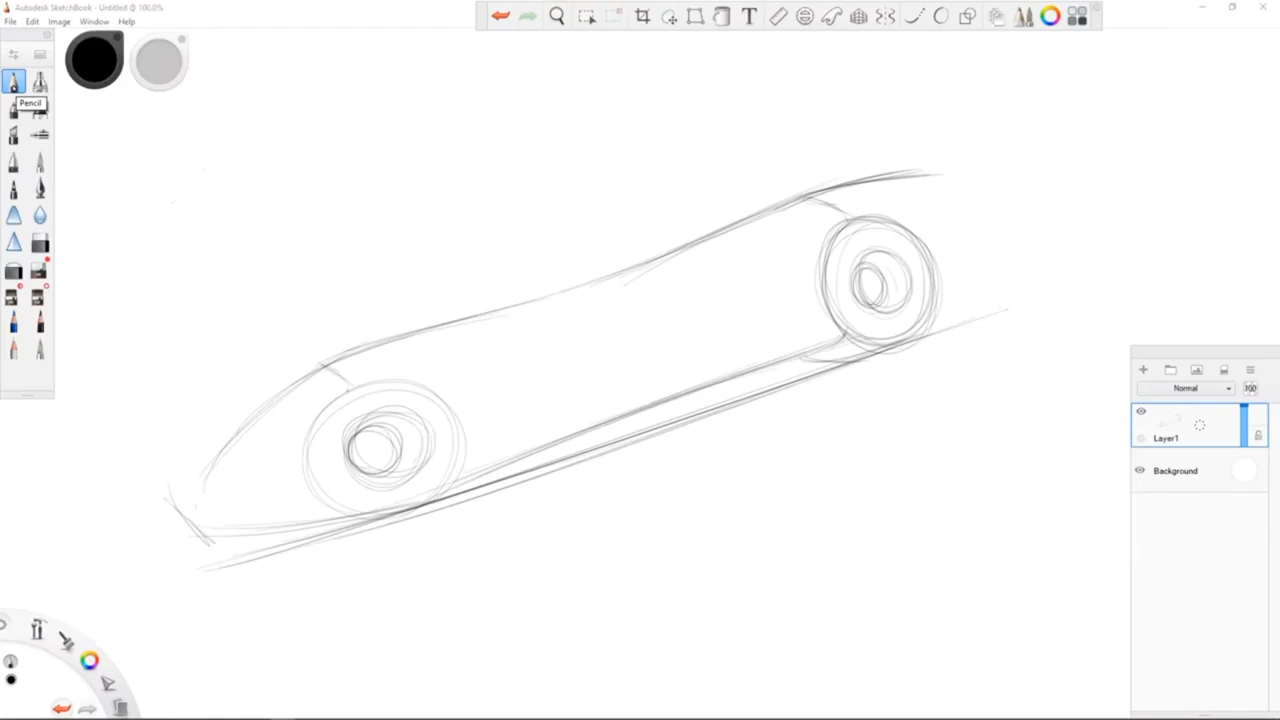 Autodesk SketchBook - Untitled @ 100.0%
File Edit Image Window Help
T
Pencil
Normal 100
Layer1
Background